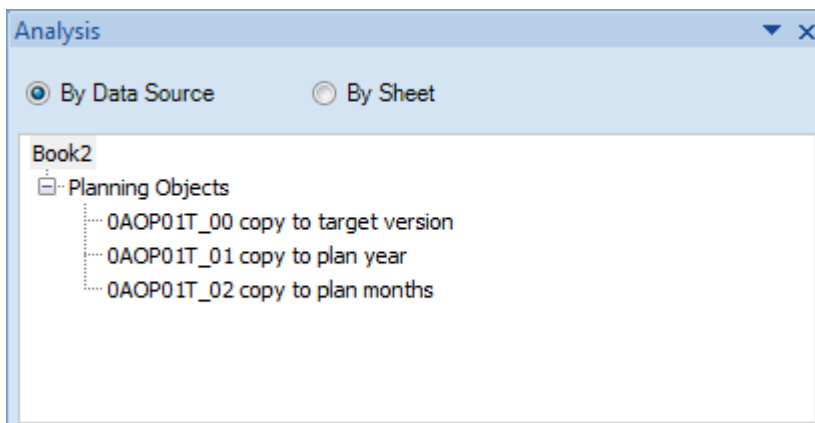 Analysis
By Data Source By Sheet
Book2
Planning Objects
0AOP01T_00 copy to target version
0AOP01T_01 copy to plan year
0AOP01T_02 copy to plan months